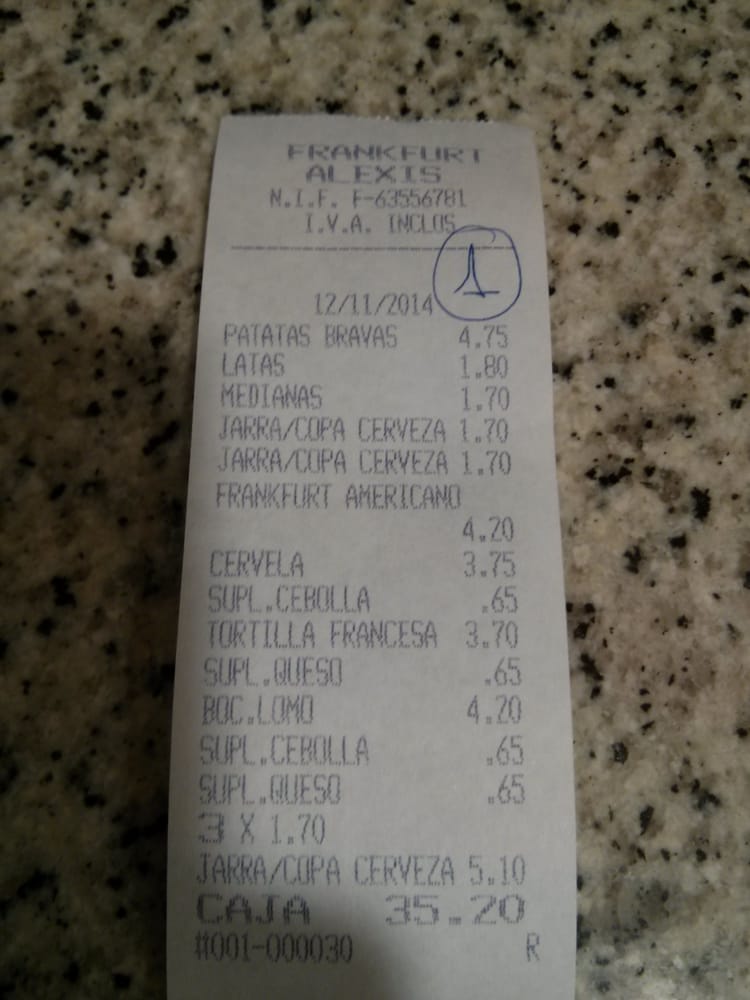 FRANKFURT
ALEXIS
N.I.F. F-63556781
I.V.A. INCLOS
1
12/11/2014
PATATAS BRAVAS 4.75
LATAS 1.80
MEDIANAS 1.70
JARRA/COPA CERVEZA 1.70
JARRA/COPA CERVEZA 1.70
FRANKFURT AMERICANO
4.20
CERVELA 3.75
SUPL.CEBOLLA .65
TORTILLA FRANCESA 3.70
SUPL.QUESO .65
BOC.LOMO 4.20
SUPL.CEBOLLA .65
SUPL.QUESO .65
3 X 1.70
JARRA/COPA CERVEZA 5.10
CAJA 35.20
#001-000030 R